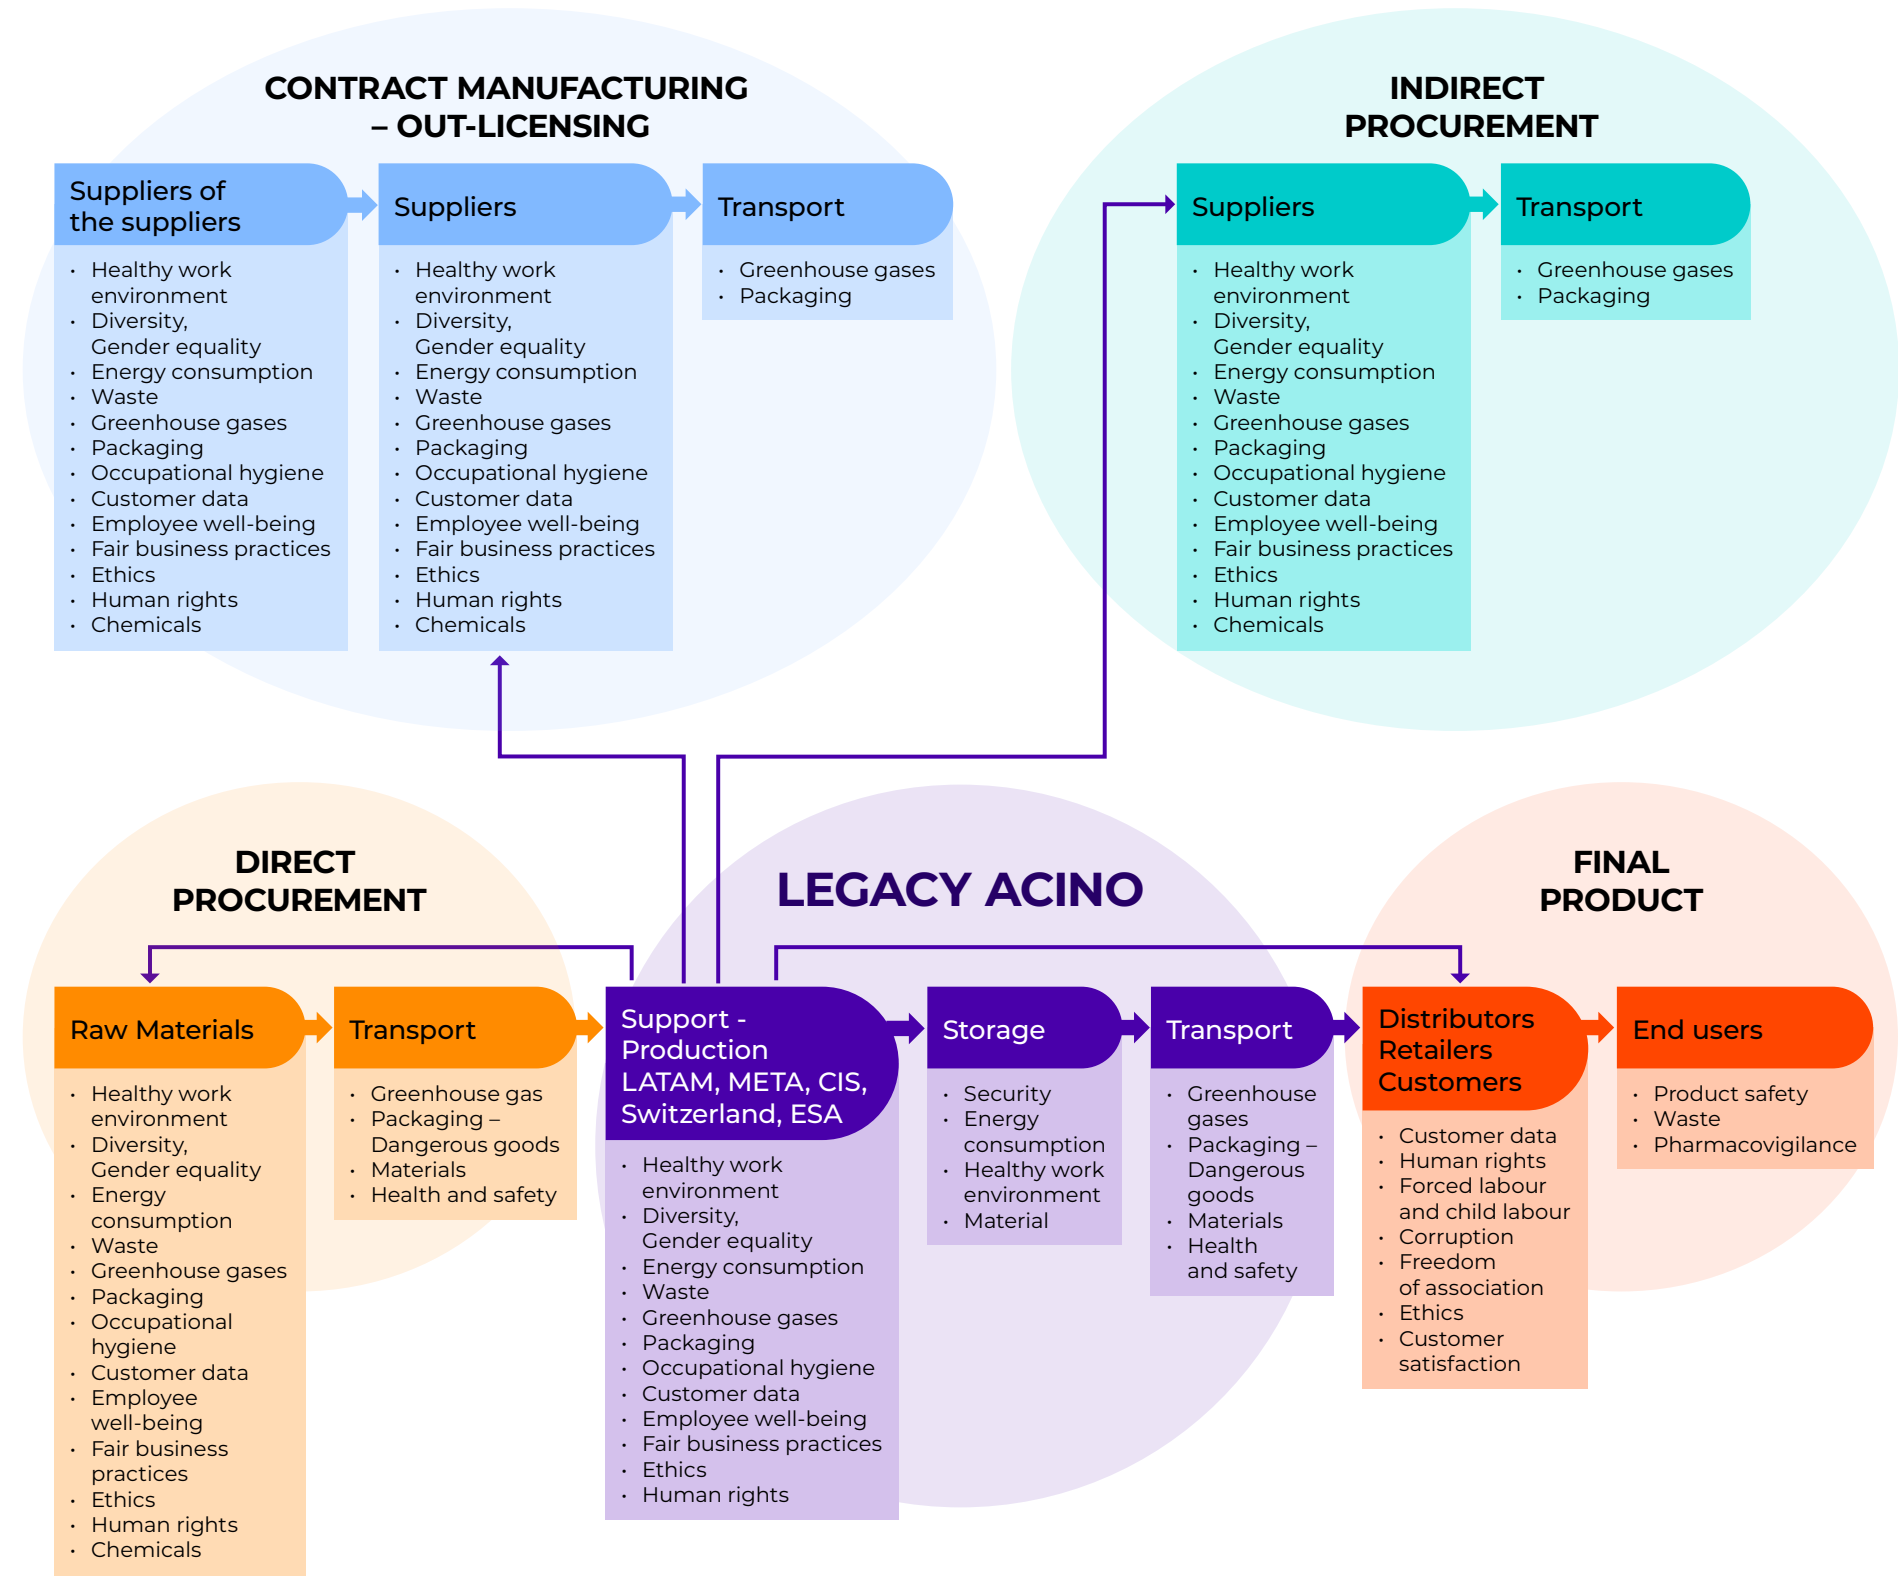 CONTRACT MANUFACTURING
– OUT-LICENSING
Suppliers of
the suppliers
• Healthy work
environment
• Diversity,
Gender equality
• Energy consumption
• Waste
• Greenhouse gases
• Packaging
• Occupational hygiene
• Customer data
• Employee well-being
• Fair business practices
• Ethics
• Human rights
• Chemicals
Suppliers
• Healthy work
environment
• Diversity,
Gender equality
• Energy consumption
• Waste
• Greenhouse gases
• Packaging
• Occupational hygiene
• Customer data
• Employee well-being
• Fair business practices
• Ethics
• Human rights
• Chemicals
Transport
• Greenhouse gases
• Packaging
INDIRECT
PROCUREMENT
Suppliers
• Healthy work
environment
• Diversity,
Gender equality
• Energy consumption
• Waste
• Greenhouse gases
• Packaging
• Occupational hygiene
• Customer data
• Employee well-being
• Fair business practices
• Ethics
• Human rights
• Chemicals
Transport
• Greenhouse gases
• Packaging
DIRECT
PROCUREMENT
Raw Materials
• Healthy work
environment
• Diversity,
Gender equality
• Energy
consumption
• Waste
• Greenhouse gases
• Packaging
• Occupational
hygiene
• Customer data
• Employee
well-being
• Fair business
practices
• Ethics
• Human rights
• Chemicals
Transport
• Greenhouse gas
• Packaging –
Dangerous goods
• Materials
• Health and safety
LEGACY ACINO
Support -
Production
LATAM, META, CIS,
Switzerland, ESA
• Healthy work
environment
• Diversity,
Gender equality
• Energy consumption
• Waste
• Greenhouse gases
• Packaging
• Occupational hygiene
• Customer data
• Employee well-being
• Fair business practices
• Ethics
• Human rights
Storage
• Security
• Energy
consumption
• Healthy work
environment
• Material
Transport
• Greenhouse
gases
• Packaging –
Dangerous
goods
• Materials
• Health
and safety
FINAL
PRODUCT
Distributors
Retailers
Customers
• Customer data
• Human rights
• Forced labour
and child labour
• Corruption
• Freedom
of association
• Ethics
• Customer
satisfaction
End users
• Product safety
• Waste
• Pharmacovigilance